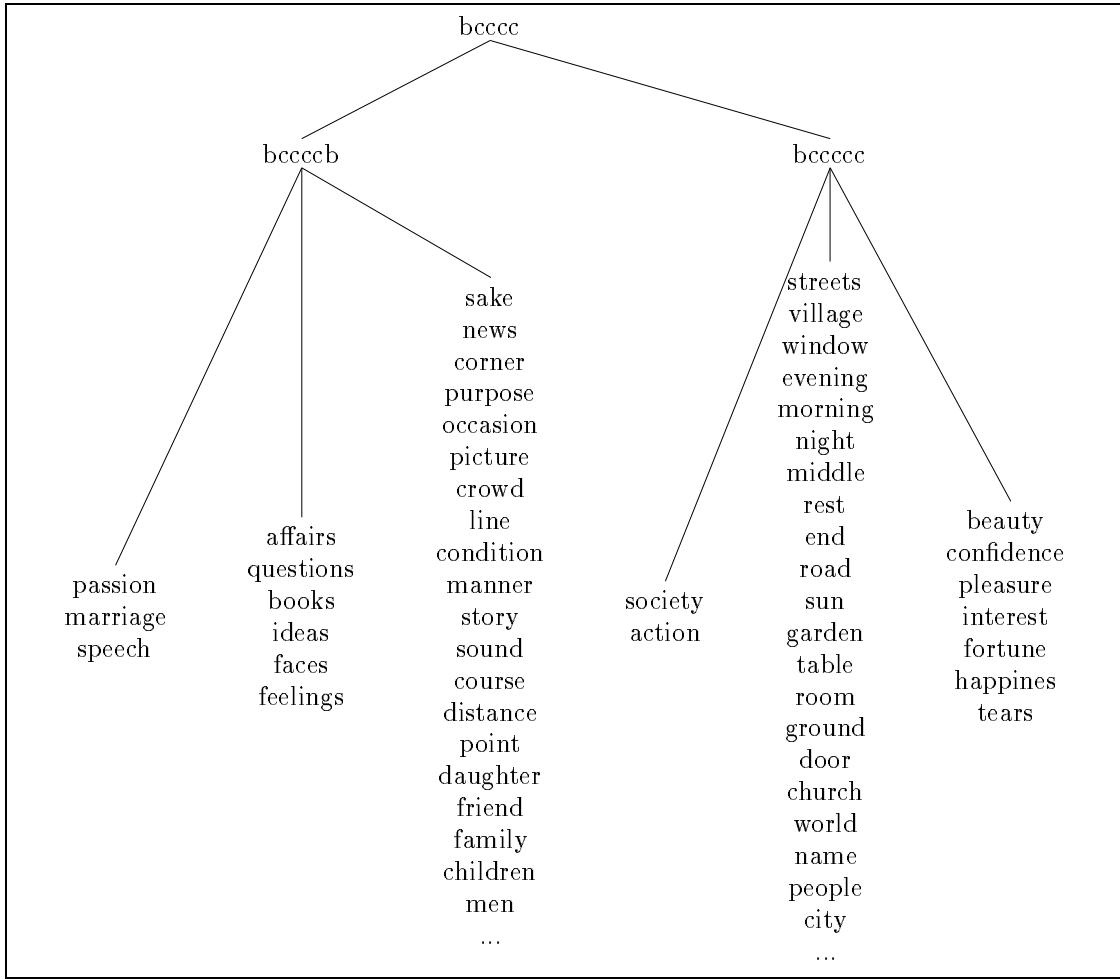 bcccc
bccccb
bccccc
passion
marriage
speech
affairs
questions
books
ideas
faces
feelings
sake
news
corner
purpose
occasion
picture
crowd
line
condition
manner
story
sound
course
distance
point
daughter
friend
family
children
men
...
society
action
streets
village
window
evening
morning
night
middle
rest
end
road
sun
garden
table
room
ground
door
church
world
name
people
city
...
beauty
confidence
pleasure
interest
fortune
happines
tears